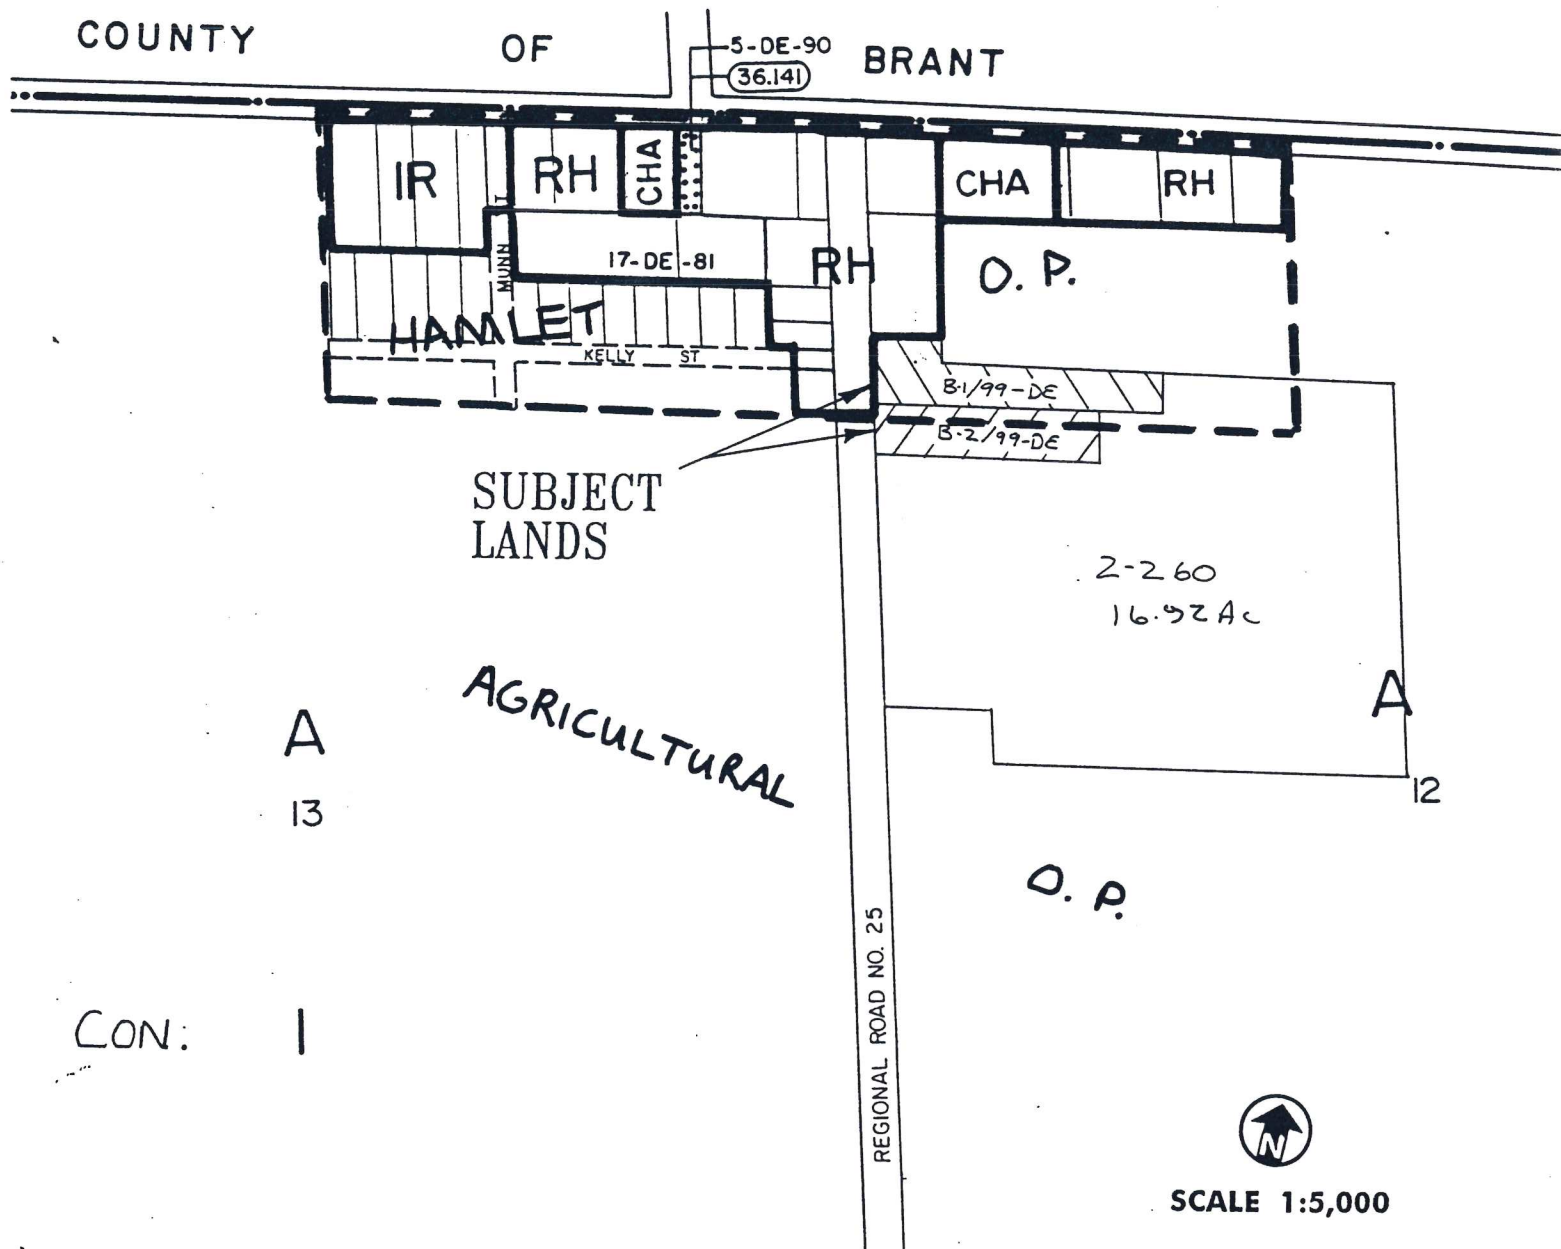 COUNTY OF BRANT
5-DE-90
36.141
IR
RH
CHA
CHA
RH
MUNN
17-DE-81
RH
O. P.
HAMLET
KELLY ST
B-1/99-DE
B-2/99-DE
SUBJECT
LANDS
2-260
16.92 Ac
AGRICULTURAL
A
A
13
12
O. P.
REGIONAL ROAD NO. 25
CON: 1
N
SCALE 1:5,000